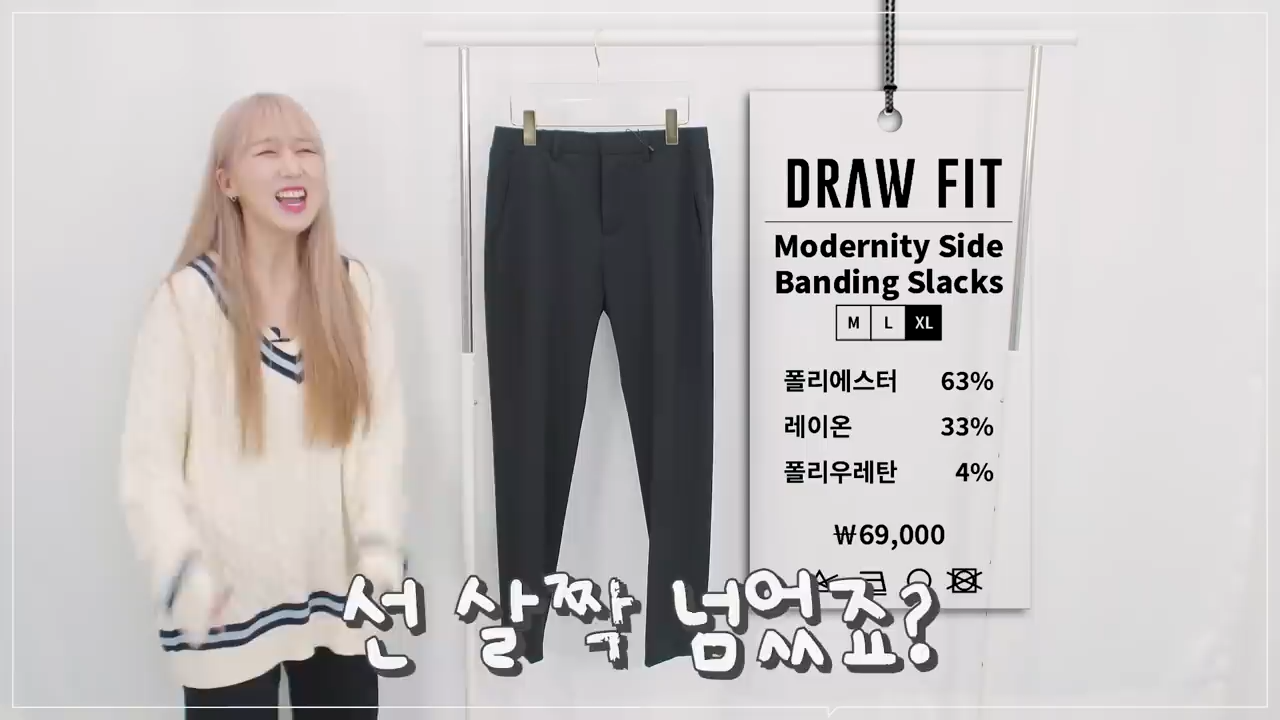 DRAW FIT
Modernity Side
Banding Slacks
M L XL
폴리에스터 63%
레이온 33%
폴리우레탄 4%
₩69,000
선 살짝 넘었죠?